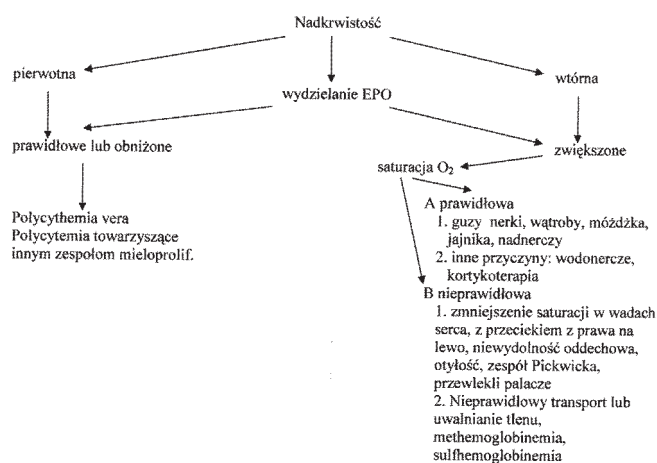 Nadkrwistość
pierwotna
wydzielanie EPO
wtórna
prawidłowe lub obniżone
zwiększone
saturacja O₂
Polycythemia vera
Polycytemia towarzyszące
innym zespołom mieloprolif.
A prawidłowa
1. guzy nerki, wątroby, móżdżka,
jajnika, nadnerczy
2. inne przyczyny: wodonercze,
kortykoterapia
B nieprawidłowa
1. zmniejszenie saturacji w wadach
serca, z przeciekiem z prawa na
lewo, niewydolność oddechowa,
otyłość, zespół Pickwicka,
przewlekli palacze
2. Nieprawidlowy transport lub
uwalnianie tlenu,
methemoglobinemia,
sulfhemoglobinemia